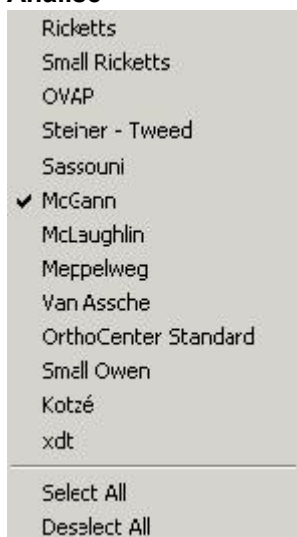 Ricketts
Small Ricketts
OVAP
Steiner - Tweed
Sassouni
McGann
McLaughlin
Meppelweg
Van Assche
OrthoCenter Standard
Small Owen
Kotzé
xdt
Select All
Deselect All